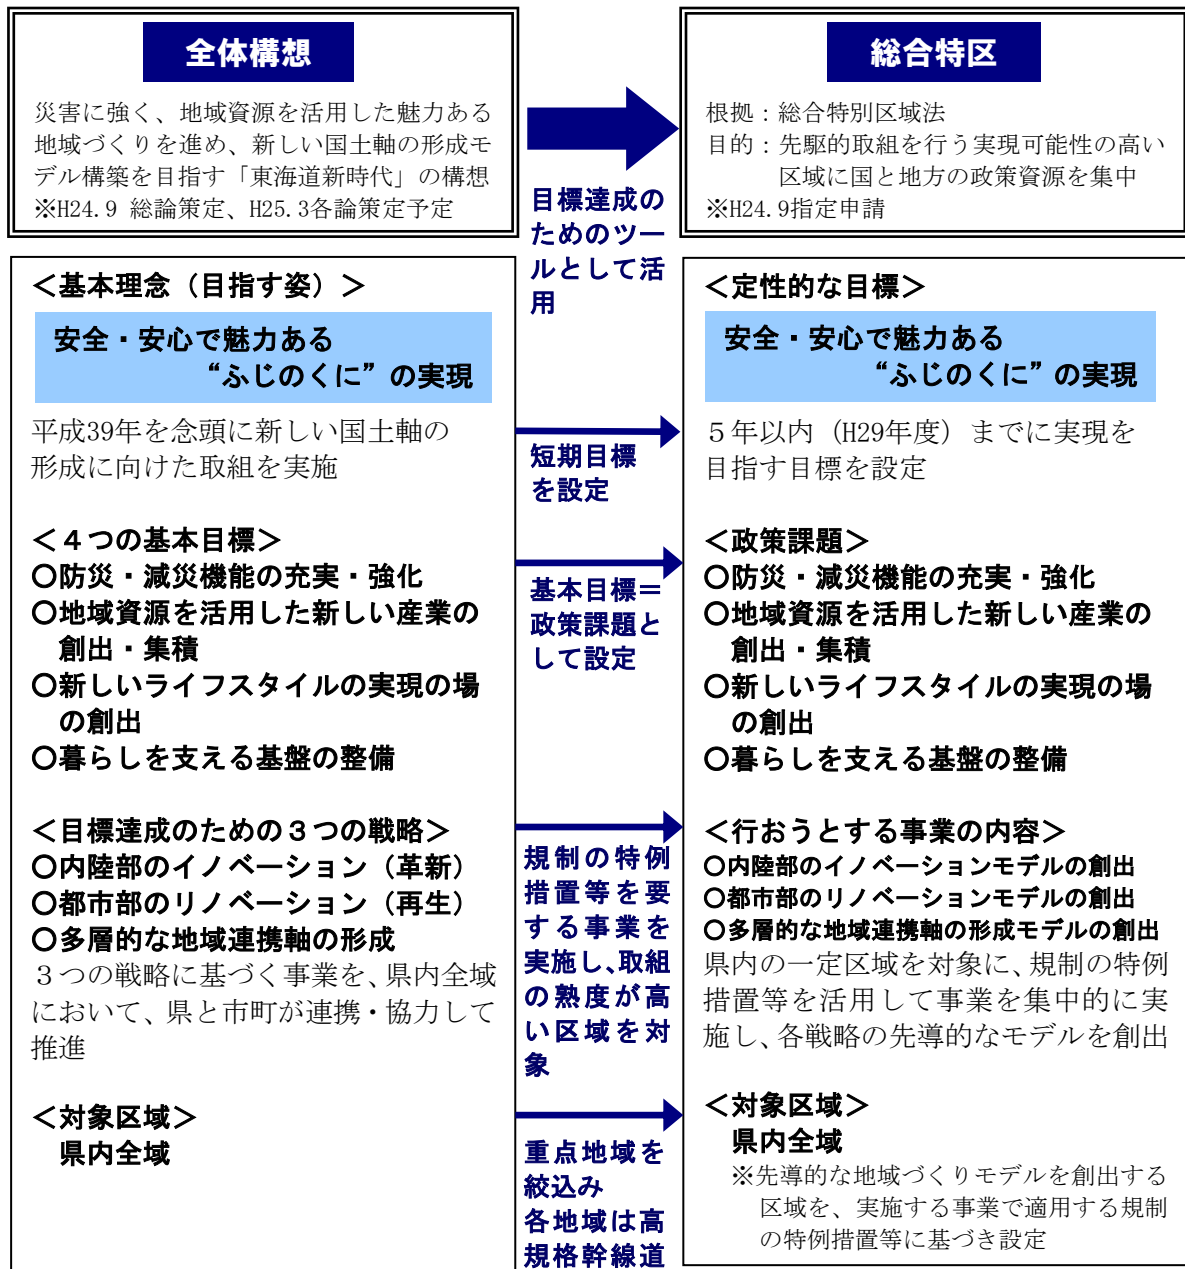 全体構想
災害に強く、地域資源を活用した魅力ある
地域づくりを進め、新しい国土軸の形成モ
デル構築を目指す「東海道新時代」の構想
※H24.9 総論策定、H25.3各論策定予定
目標達成の
ためのツー
ルとして活
用
総合特区
根拠：総合特別区域法
目的：先駆的取組を行う実現可能性の高い
区域に国と地方の政策資源を集中
※H24.9指定申請
＜基本理念（目指す姿）＞
安全・安心で魅力ある
“ふじのくに”の実現
平成39年を念頭に新しい国土軸の
形成に向けた取組を実施
短期目標
を設定
＜定性的な目標＞
安全・安心で魅力ある
“ふじのくに”の実現
５年以内（H29年度）までに実現を
目指す目標を設定
＜４つの基本目標＞
○防災・減災機能の充実・強化
○地域資源を活用した新しい産業の
創出・集積
○新しいライフスタイルの実現の場
の創出
○暮らしを支える基盤の整備
基本目標＝
政策課題と
して設定
＜政策課題＞
○防災・減災機能の充実・強化
○地域資源を活用した新しい産業の
創出・集積
○新しいライフスタイルの実現の場
の創出
○暮らしを支える基盤の整備
＜目標達成のための３つの戦略＞
○内陸部のイノベーション（革新）
○都市部のリノベーション（再生）
○多層的な地域連携軸の形成
３つの戦略に基づく事業を、県内全域
において、県と市町が連携・協力して
推進
規制の特例
措置等を要
する事業を
実施し、取組
の熟度が高
い区域を対
象
＜行おうとする事業の内容＞
○内陸部のイノベーションモデルの創出
○都市部のリノベーションモデルの創出
○多層的な地域連携軸の形成モデルの創出
県内の一定区域を対象に、規制の特例
措置等を活用して事業を集中的に実
施し、各戦略の先導的なモデルを創出
＜対象区域＞
県内全域
重点地域を
絞込み
各地域は高
規格幹線道
＜対象区域＞
県内全域
※先導的な地域づくりモデルを創出する
区域を、実施する事業で適用する規制
の特例措置等に基づき設定